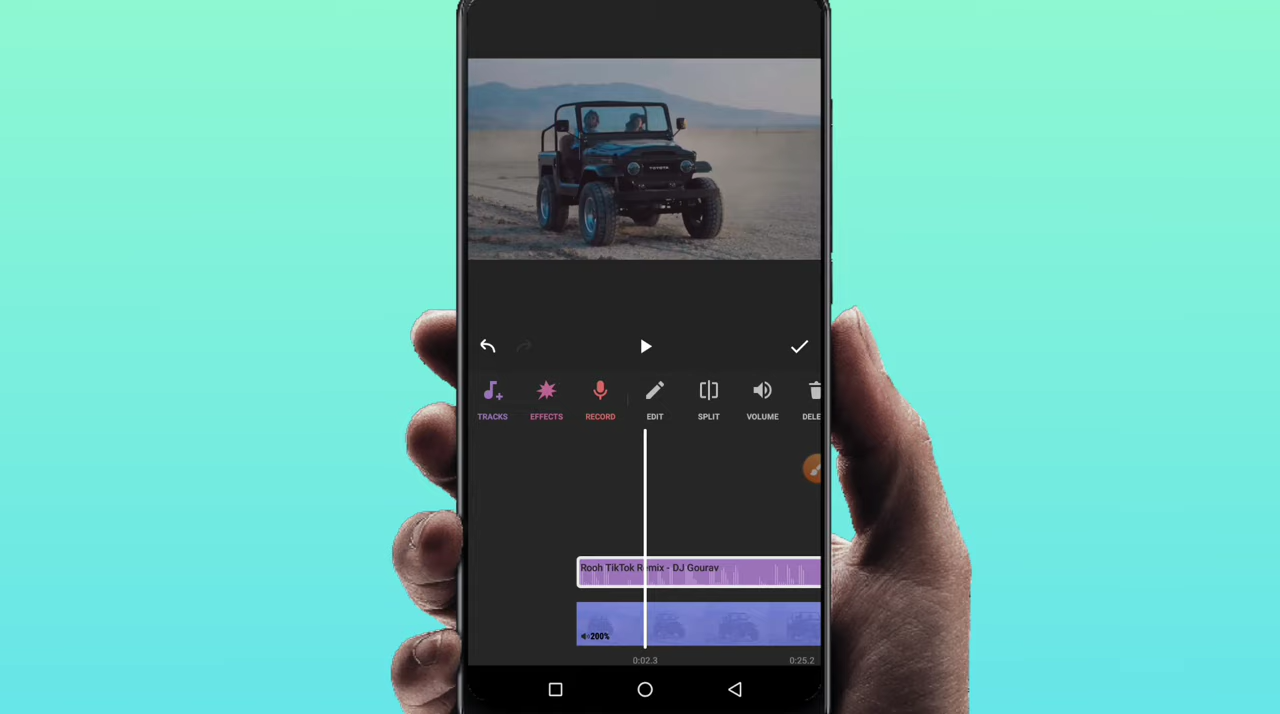 TOYOTA
TRACKS
EFFECTS
RECORD
EDIT
SPLIT
VOLUME
DELE
Rooh TikTok Remix - DJ Gourav
200%
0:02.3
0:25.2